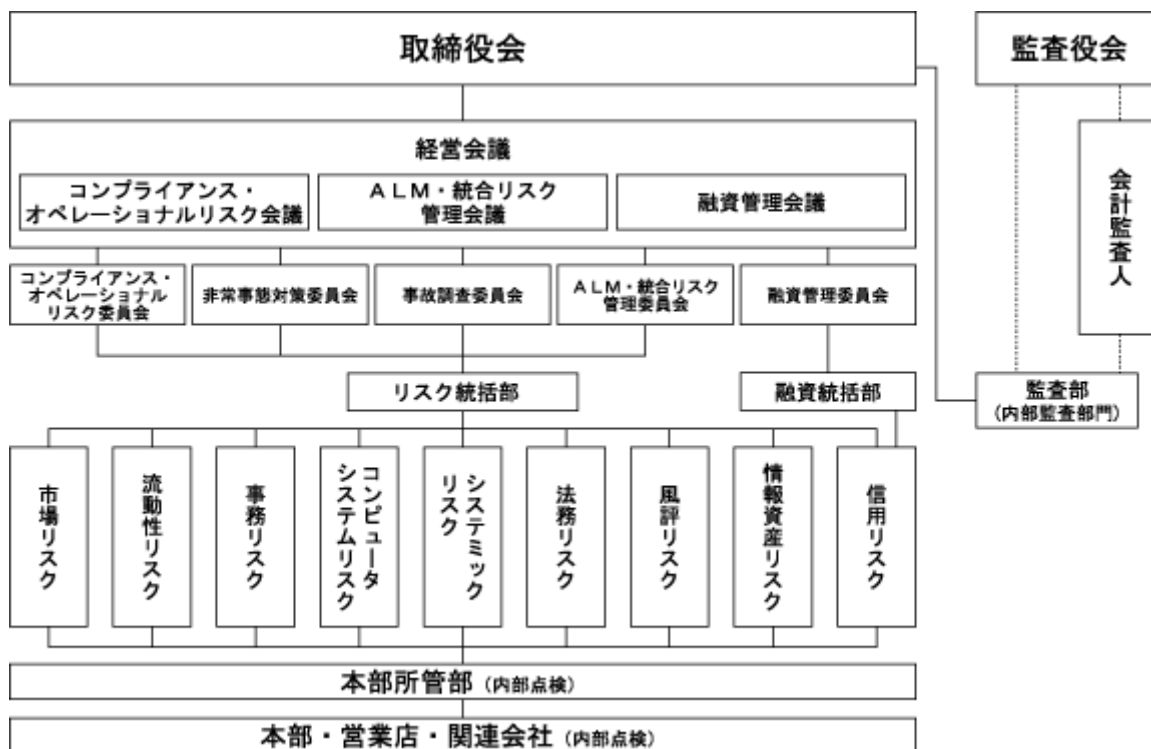 取締役会
監査役会
経営会議
コンプライアンス・
オペレーショナルリスク会議
ALM・統合リスク
管理会議
融資管理会議
会計監査人
コンプライアンス・
オペレーショナル
リスク委員会
非常事態対策委員会
事故調査委員会
ALM・統合リスク
管理委員会
融資管理委員会
リスク統括部
融資統括部
監査部
(内部監査部門)
市場リスク
流動性リスク
事務リスク
コンピュータ
システムリスク
システミック
リスク
法務リスク
風評リスク
情報資産リスク
信用リスク
本部所管部 (内部点検)
本部・営業店・関連会社 (内部点検)